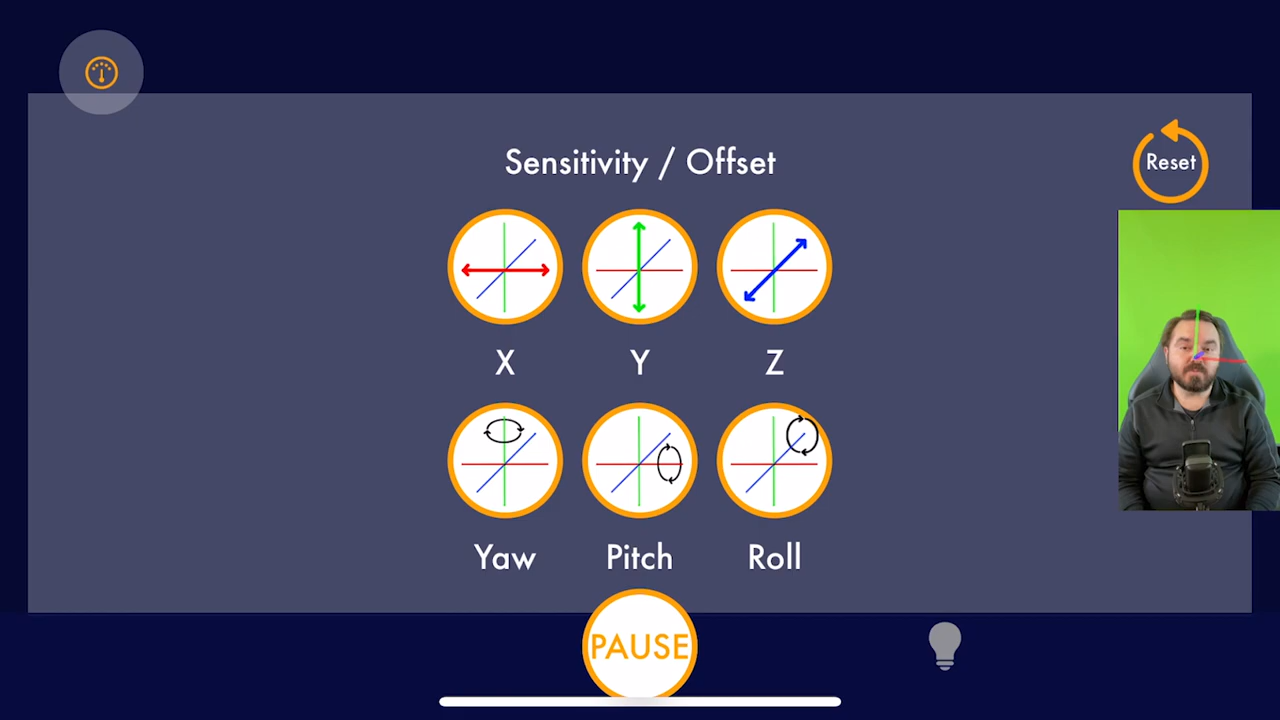 Sensitivity / Offset
Reset
X
Y
Z
Yaw
Pitch
Roll
PAUSE